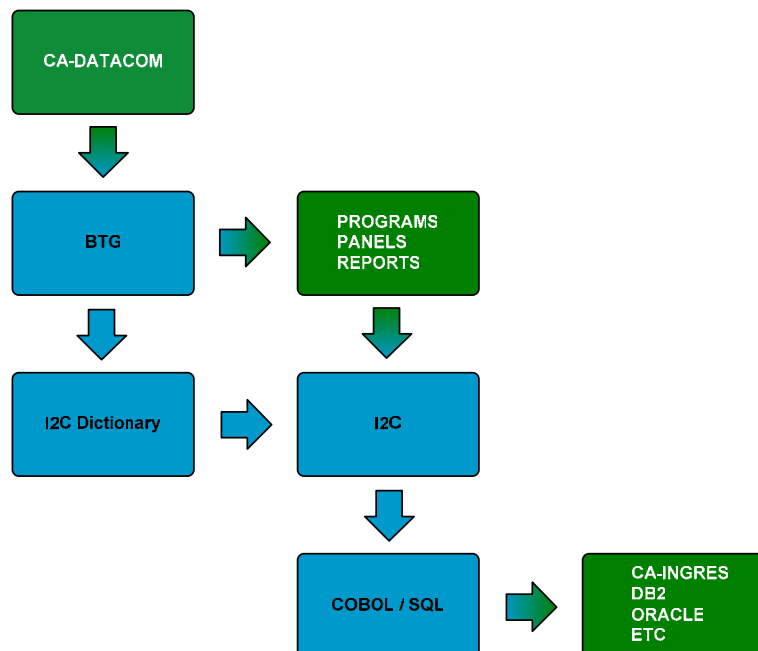 CA-DATACOM
BTG
PROGRAMS
PANELS
REPORTS
I2C Dictionary
I2C
COBOL / SQL
CA-INGRES
DB2
ORACLE
ETC